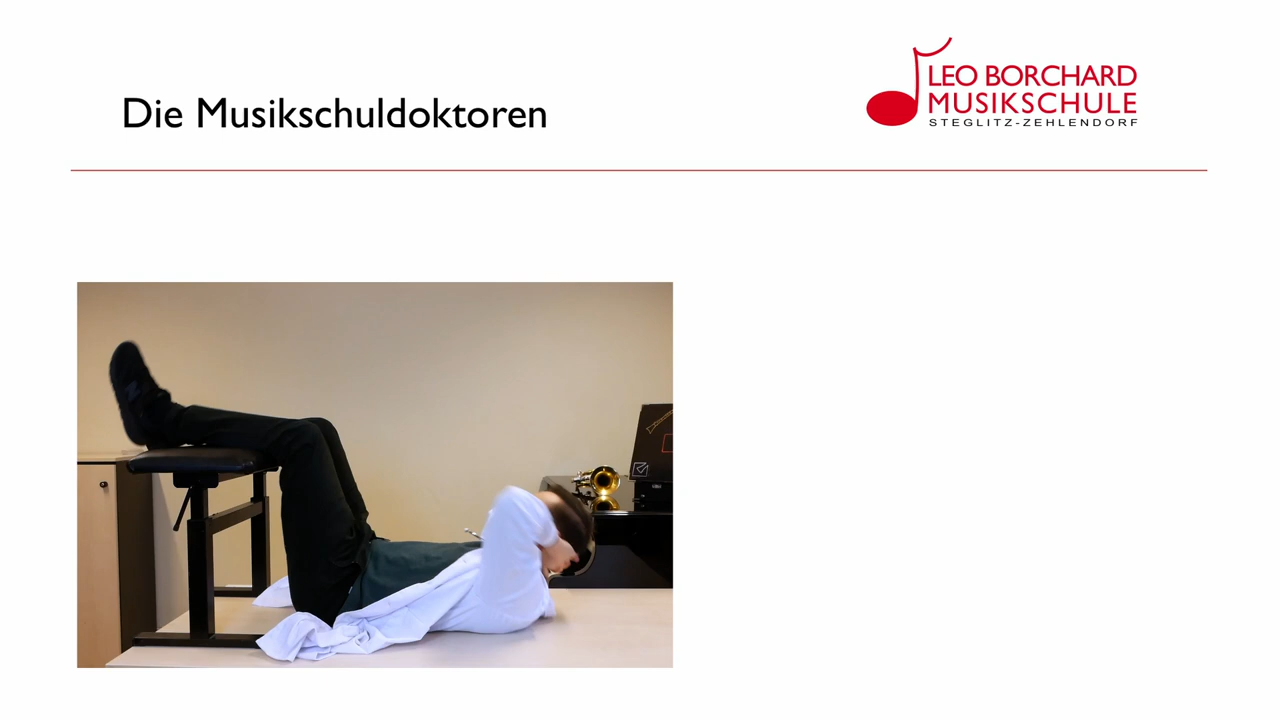 Die Musikschuldoktoren
LEO BORCHARD
MUSIKSCHULE
STEGLITZ-ZEHLENDORF